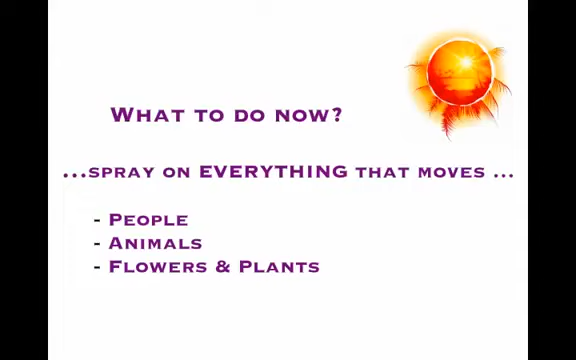 What to do now?
...spray on EVERYTHING that moves ...
- People
- Animals
- Flowers & Plants